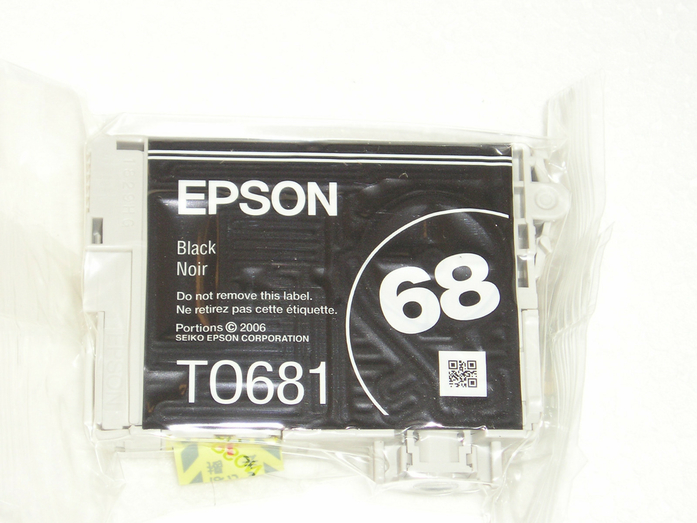 EPSON
Black
Noir
68
Do not remove this label.
Ne retirez pas cette étiquette.
Portions © 2006
SEIKO EPSON CORPORATION
T0681